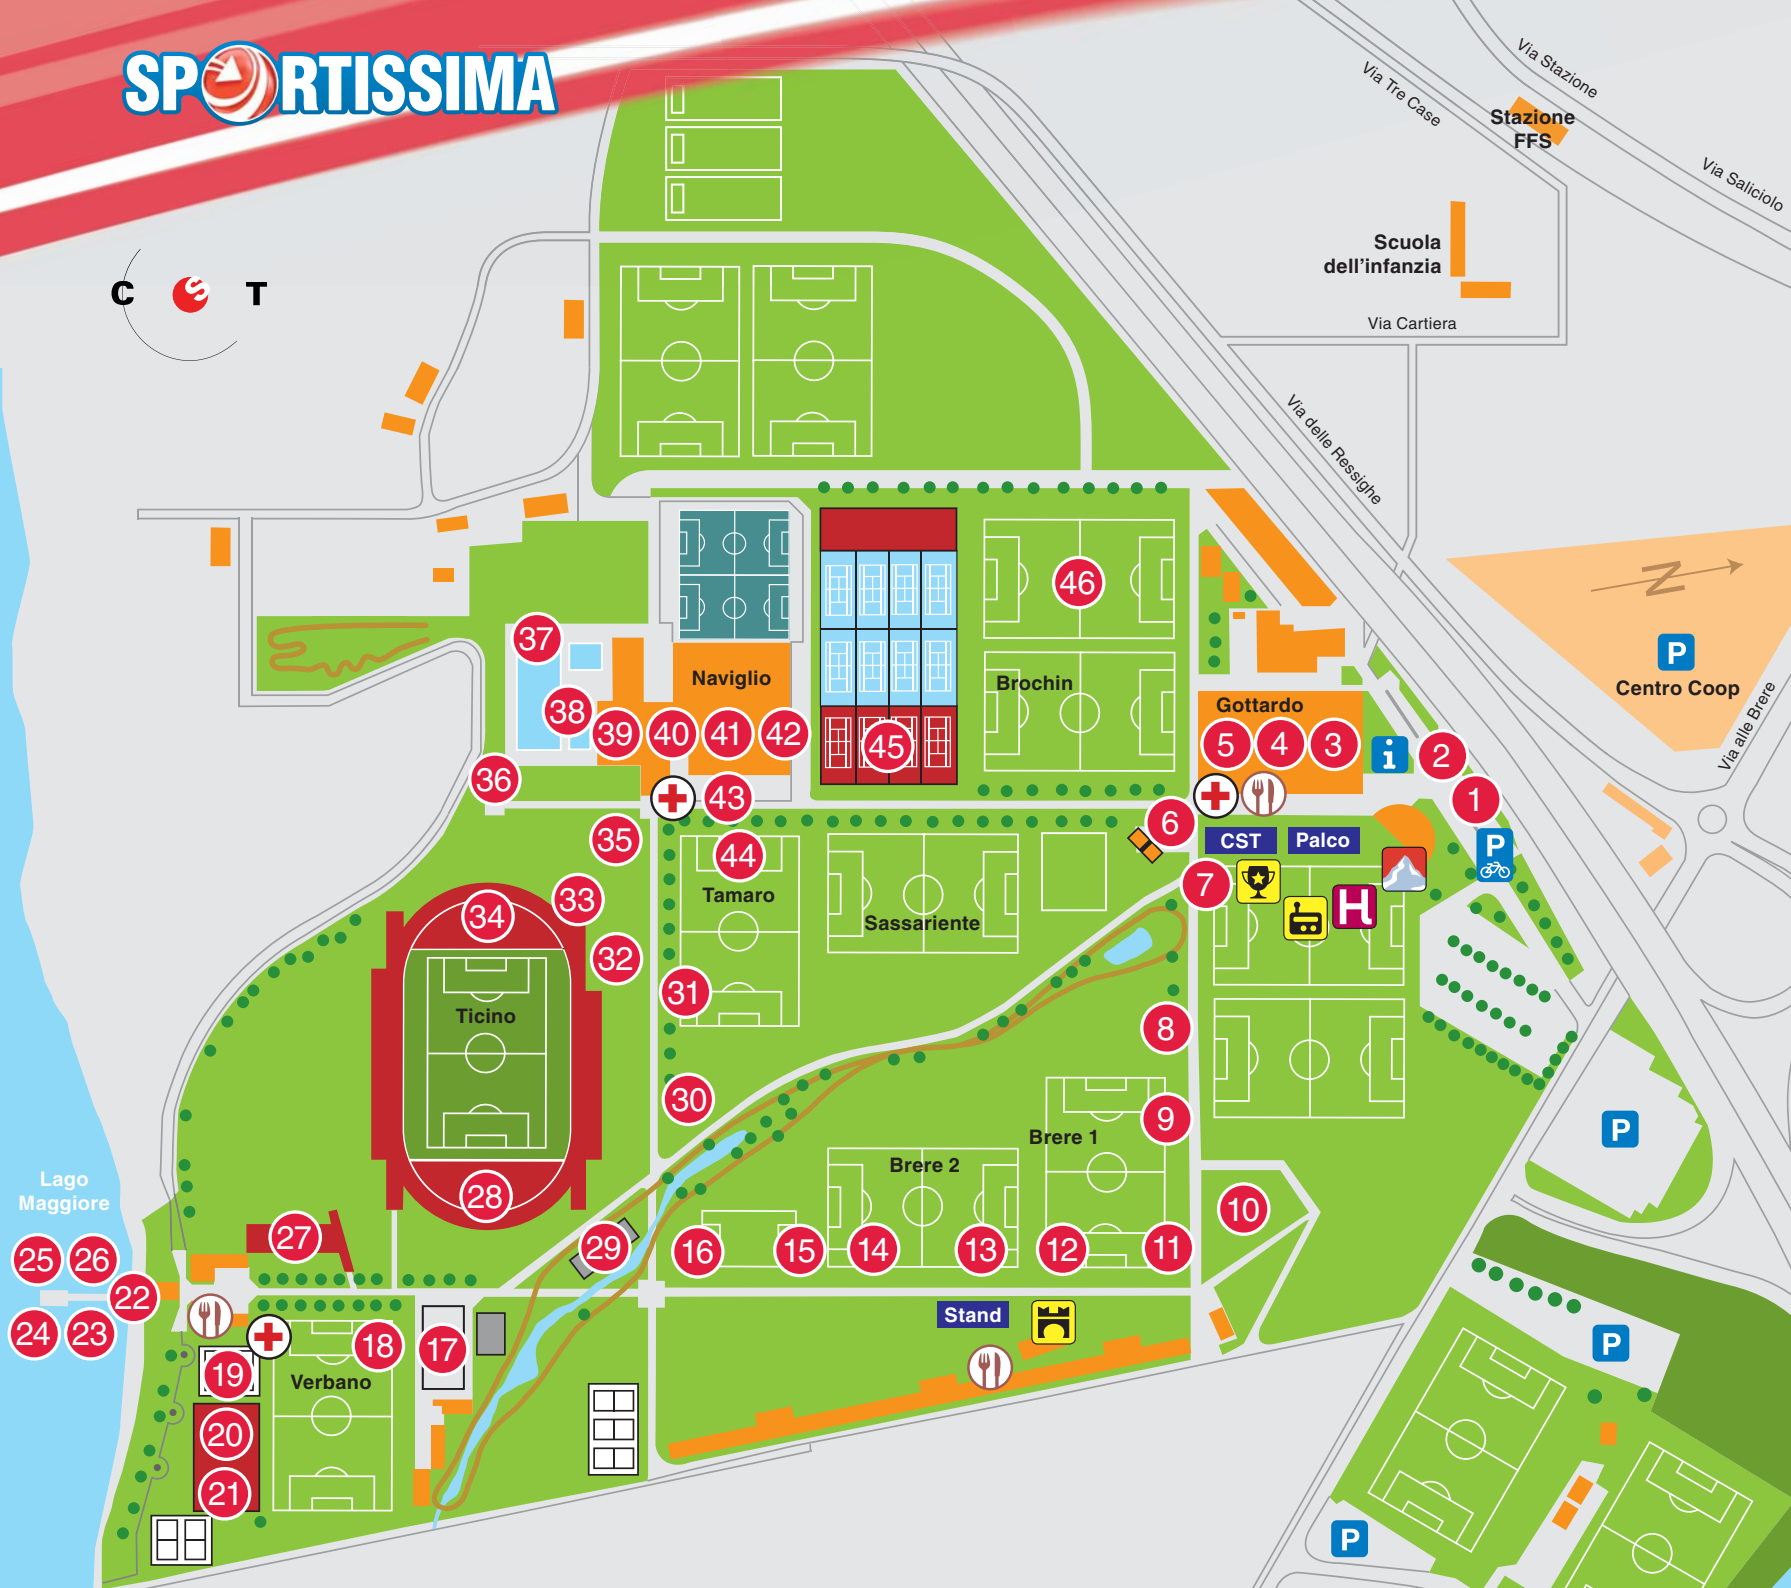 SPORTISSIMA
Via Stazione
Via Tre Case
Stazione
FFS
Via Saliciolo
Scuola
dell'infanzia
C S T
Via Cartiera
Via delle Ressighe
N
46
P
Centro Coop
Via alle Brere
37
Naviglio
Brochin
Gottardo
38
39
40
41
42
45
5
4
3
i
2
36
43
1
6
35
44
CST
Palco
P
Tamaro
7
33
34
Sassariente
H
32
31
Ticino
8
30
9
P
Brere 1
Brere 2
Lago
Maggiore
28
10
27
29
16
15
14
13
12
11
25
26
22
24
23
Stand
P
18
17
19
Verbano
20
21
P